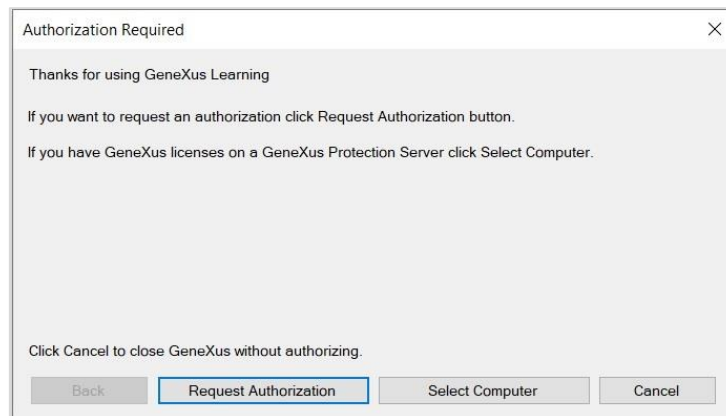 Authorization Required
Thanks for using GeneXus Learning
If you want to request an authorization click Request Authorization button.
If you have GeneXus licenses on a GeneXus Protection Server click Select Computer.
Click Cancel to close GeneXus without authorizing.
Back Request Authorization Select Computer Cancel